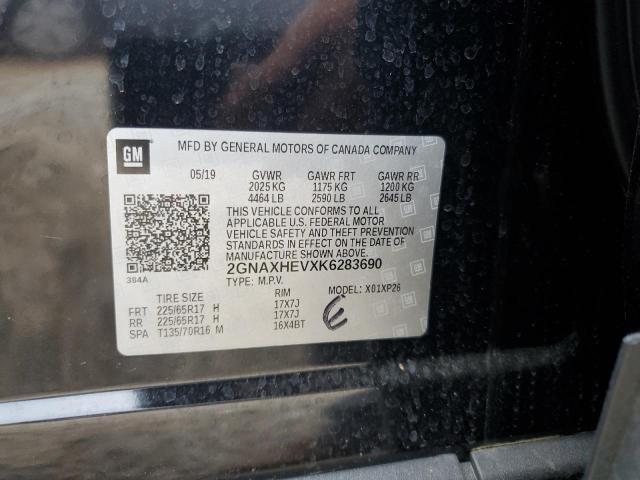 GM
MFD BY GENERAL MOTORS OF CANADA COMPANY
05/19 GVWR GAWR FRT GAWR RR
2025 KG 1175 KG 1200 KG
4464 LB 2590 LB 2645 LB
THIS VEHICLE CONFORMS TO ALL
APPLICABLE U.S. FEDERAL MOTOR
VEHICLE SAFETY AND THEFT PREVENTION
STANDARDS IN EFFECT ON THE DATE
OF MANUFACTURE SHOWN ABOVE.
2GNAXHEVXK6283690
384A
TYPE: M.P.V. MODEL: X01XP26
TIRE SIZE RIM
FRT 225/65R17 H 17X7J
RR 225/65R17 H 17X7J
SPA T135/70R16 M 16X4BT
E